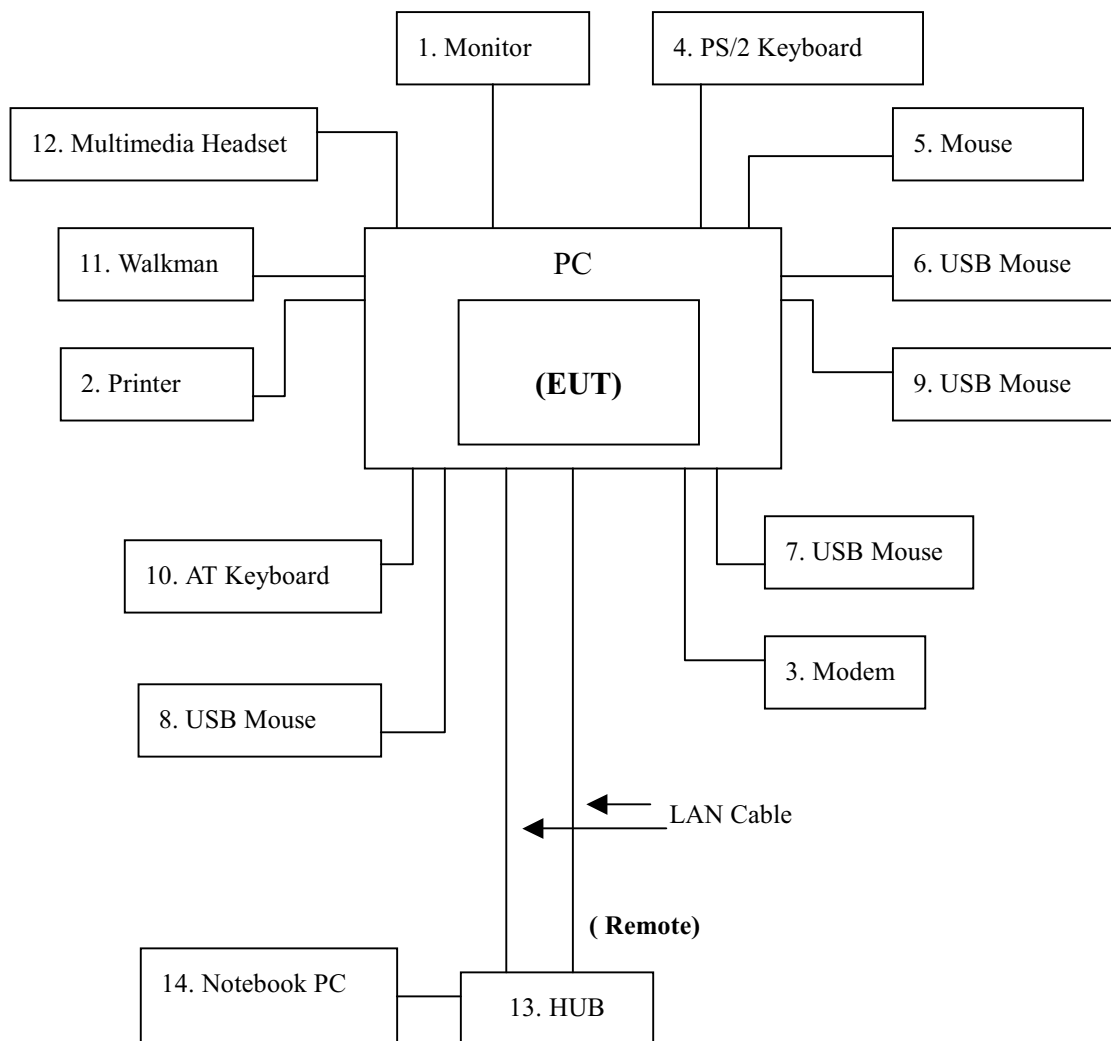 1. Monitor
4. PS/2 Keyboard
12. Multimedia Headset
5. Mouse
11. Walkman
PC
6. USB Mouse
2. Printer
(EUT)
9. USB Mouse
10. AT Keyboard
7. USB Mouse
3. Modem
8. USB Mouse
LAN Cable
( Remote)
14. Notebook PC
13. HUB